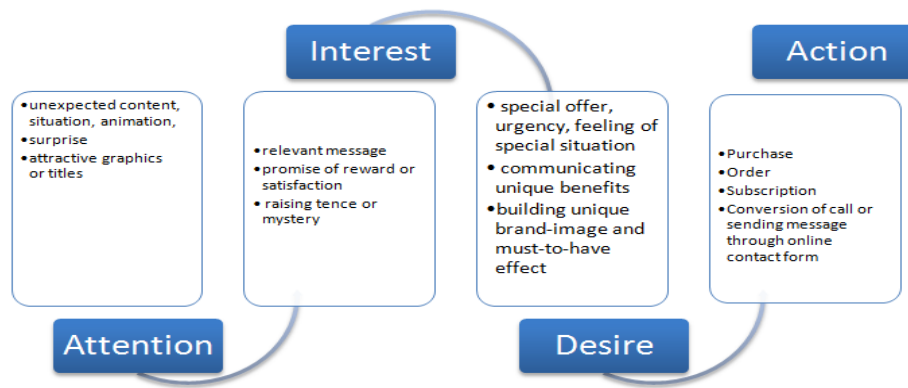 Interest
Action
•unexpected content,
situation, animation,
•surprise
•attractive graphics
or titles
•relevant message
•promise of reward or
satisfaction
• raising tence or
mystery
• special offer,
urgency, feeling of
special situation
• communicating
unique benefits
•building unique
brand-image and
must-to-have
effect
•Purchase
•Order
•Subscription
•Conversion of call or
sending message
through online
contact form
Attention
Desire